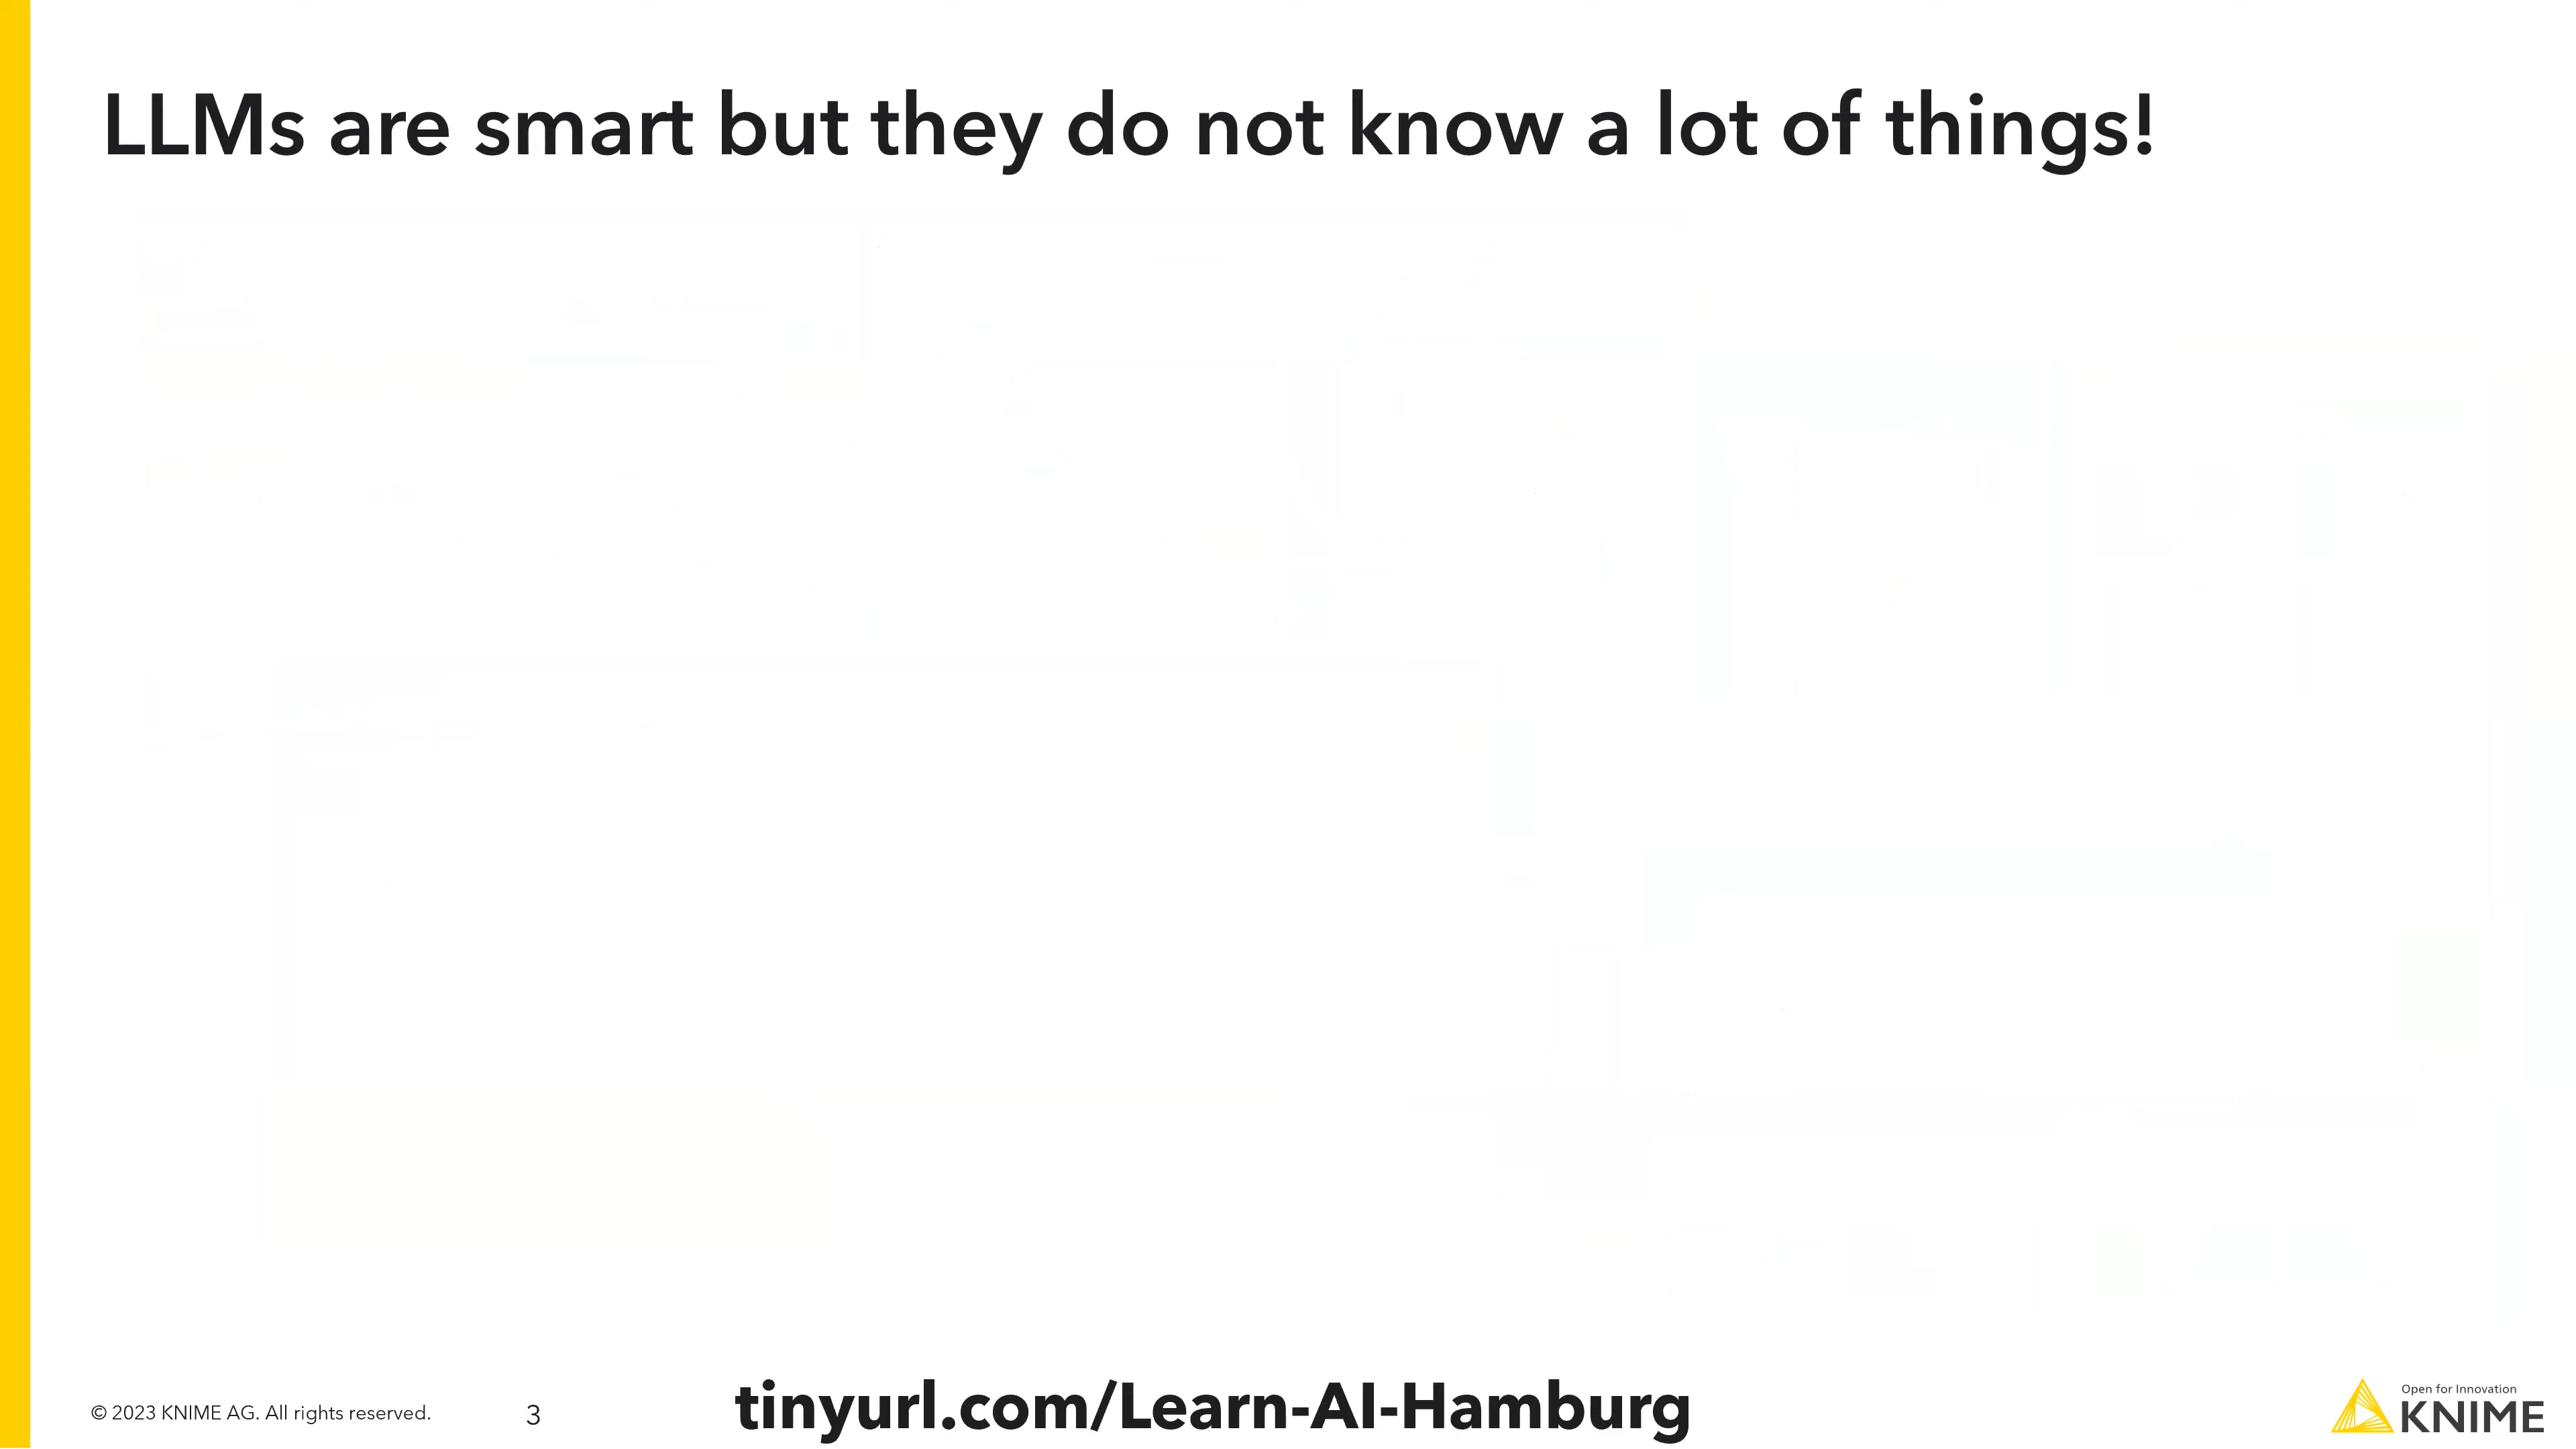 LLMs are smart but they do not know a lot of things!
© 2023 KNIME AG. All rights reserved.
3
tinyurl.com/Learn-AI-Hamburg
Open for Innovation
KNIME